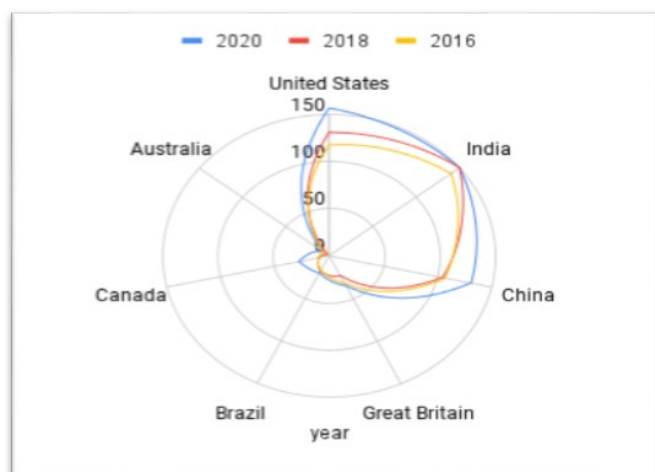 2020 2018 2016
United States
150
Australia
India
100
50
0
Canada
China
Brazil
Great Britain
year